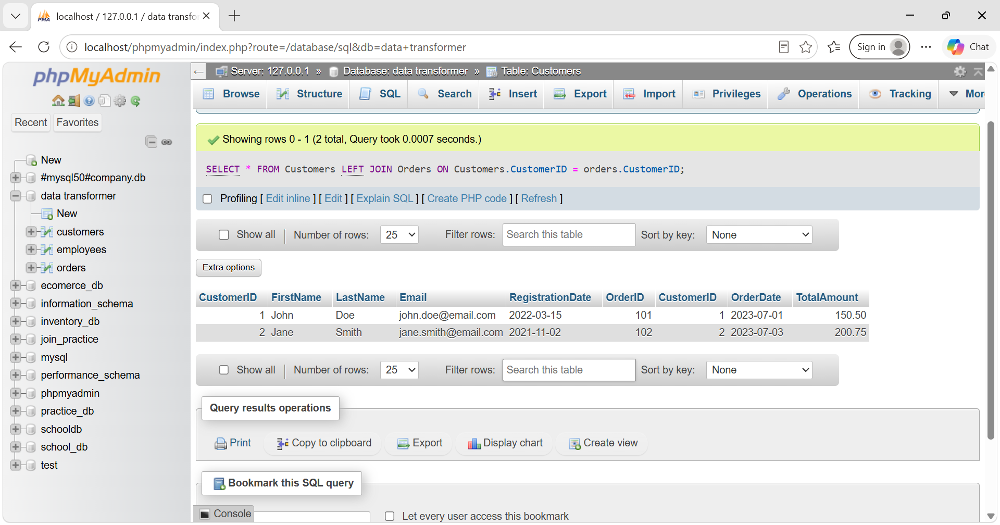 localhost / 127.0.0.1 / data transfo
localhost/phpmyadmin/index.php?route=/database/sql&db=data+transformer
Sign in
Chat
phpMyAdmin
Recent
Favorites
New
#mysql50#company.db
data transformer
New
customers
employees
orders
ecomerce_db
information_schema
inventory_db
join_practice
mysql
performance_schema
phpmyadmin
practice_db
schooldb
school_db
test
Server: 127.0.0.1 » Database: data transformer » Table: Customers
Browse Structure SQL Search Insert Export Import Privileges Operations Tracking Mor
Showing rows 0 - 1 (2 total, Query took 0.0007 seconds.)
SELECT * FROM Customers LEFT JOIN Orders ON Customers.CustomerID = orders.CustomerID;
Profiling [ Edit inline ] [ Edit ] [ Explain SQL ] [ Create PHP code ] [ Refresh ]
Show all | Number of rows: 25 Filter rows: Search this table Sort by key: None
Extra options
CustomerID FirstName LastName Email RegistrationDate OrderID CustomerID OrderDate TotalAmount
1 John Doe john.doe@email.com 2022-03-15 101 1 2023-07-01 150.50
2 Jane Smith jane.smith@email.com 2021-11-02 102 2 2023-07-03 200.75
Show all | Number of rows: 25 Filter rows: Search this table Sort by key: None
Query results operations
Print Copy to clipboard Export Display chart Create view
Bookmark this SQL query
Console
Let every user access this bookmark